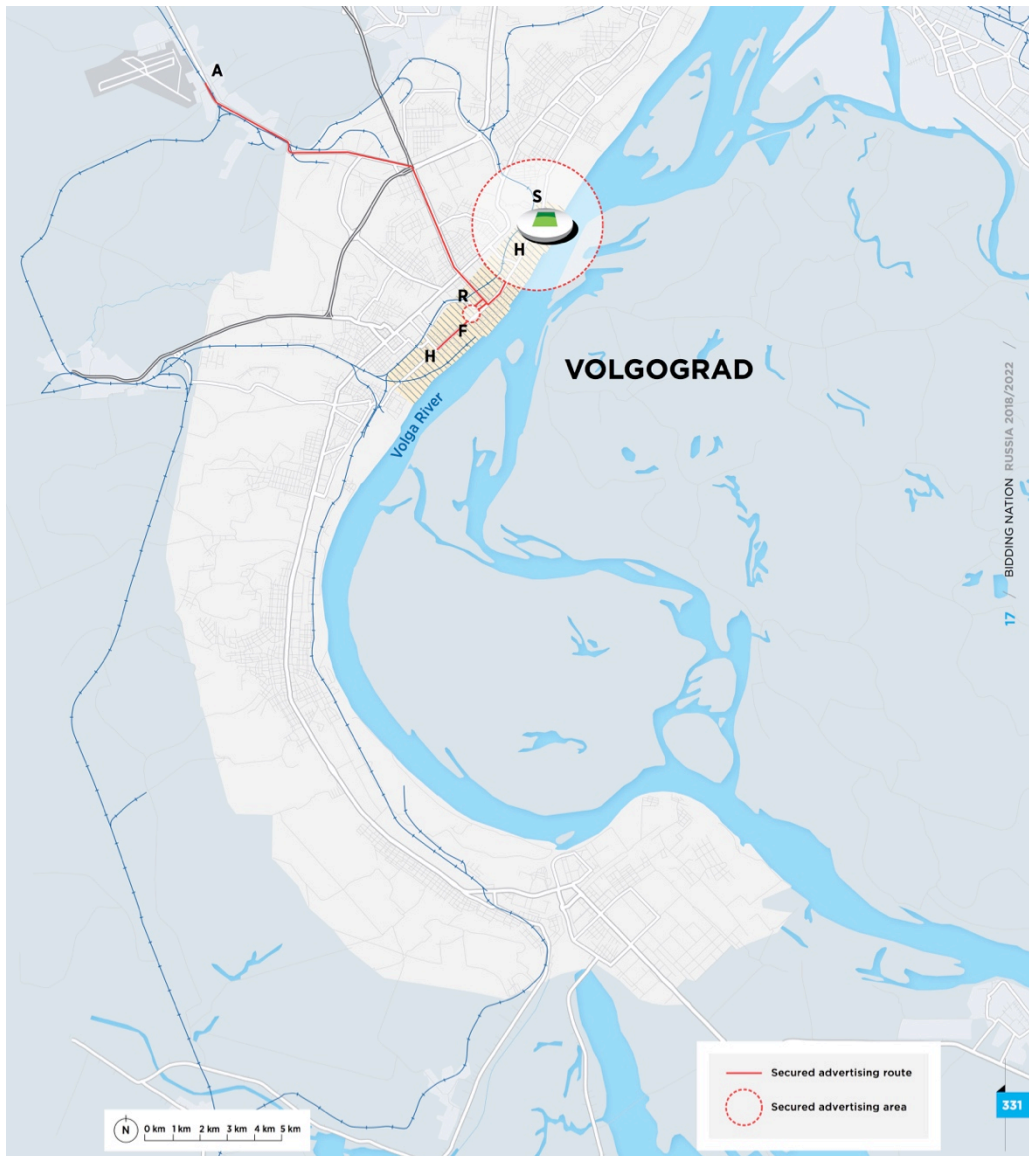 A
S
H
R
F
H
VOLGOGRAD
Volga River
17 / BIDDING NATION RUSSIA 2018/2022 /
Secured advertising route
Secured advertising area
331
N 0 km 1 km 2 km 3 km 4 km 5 km